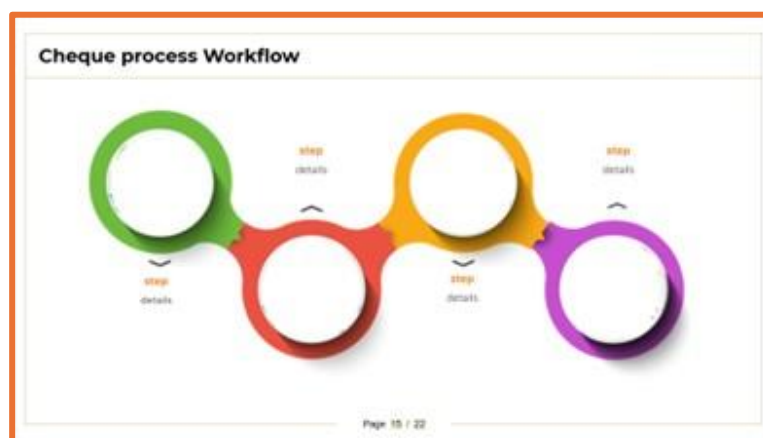 Cheque process Workflow
step
details
step
details
step
details
step
details
Page 15 / 22